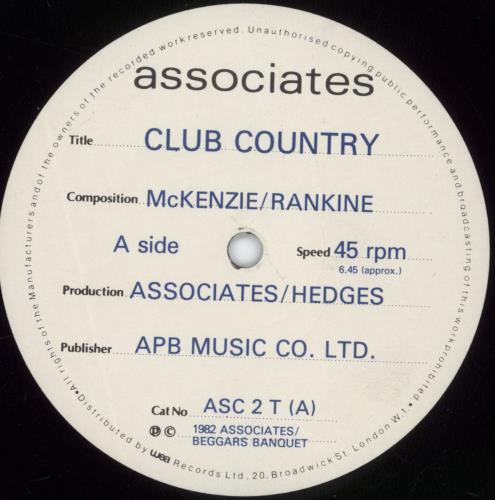 associates
Title CLUB COUNTRY
Composition McKENZIE/RANKINE
A side
Speed 45 rpm
6.45 (approx.)
Production ASSOCIATES/HEDGES
Publisher APB MUSIC CO. LTD.
Cat No ASC 2 T (A)
Ⓟ © 1982 ASSOCIATES/
BEGGARS BANQUET
•All rights of the Manufacturers and of the owners of the recorded work reserved. Unauthorised copying public performance and broadcasting of this work prohibited.
•Distributed by wea Records Ltd, 20. Broadwick St. London W.1.